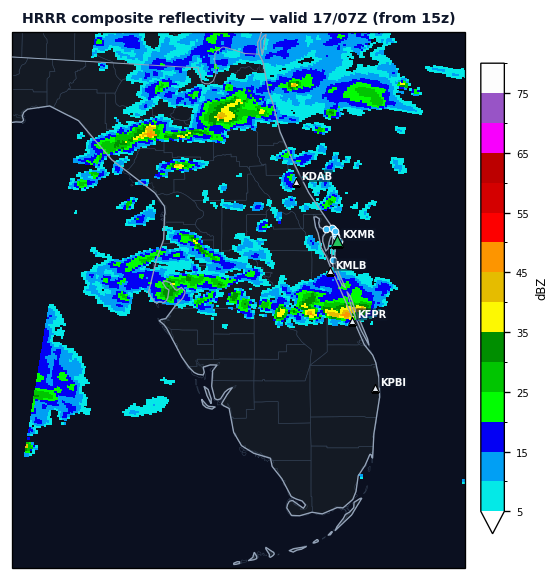 HRRR composite reflectivity — valid 17/07Z (from 15z)
75
65
55
45
35
25
15
5
dBZ
KDAB
KXMR
KMLB
KFPR
KPBI